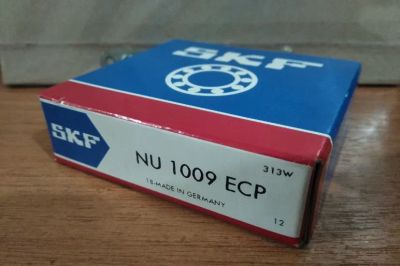 SKF
SKF
313W
NU 1009 ECP
18-MADE IN GERMANY
12